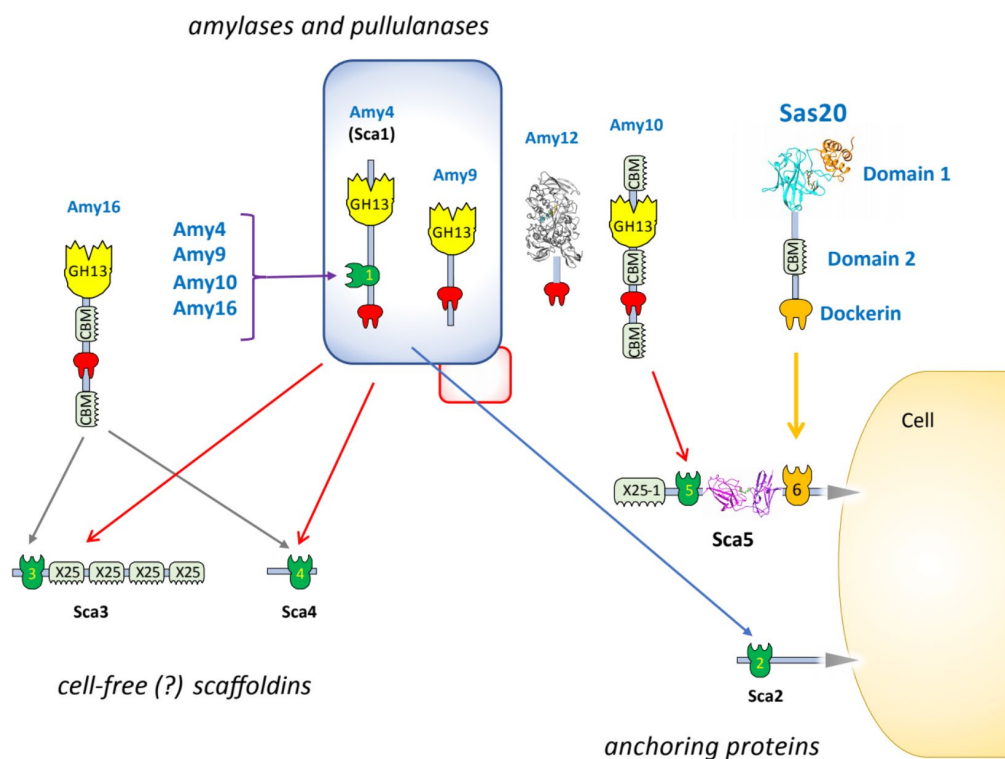 amylases and pullulanases
Amy4
(Sca1)
GH13
1
Amy9
GH13
Amy12
Amy10
CBM
GH13
CBM
CBM
Sas20
Domain 1
CBM
Domain 2
Dockerin
Amy16
GH13
CBM
CBM
Amy4
Amy9
Amy10
Amy16
Cell
X25-1
5
6
Sca5
3
X25
X25
X25
X25
Sca3
4
Sca4
2
Sca2
cell-free (?) scaffoldins
anchoring proteins